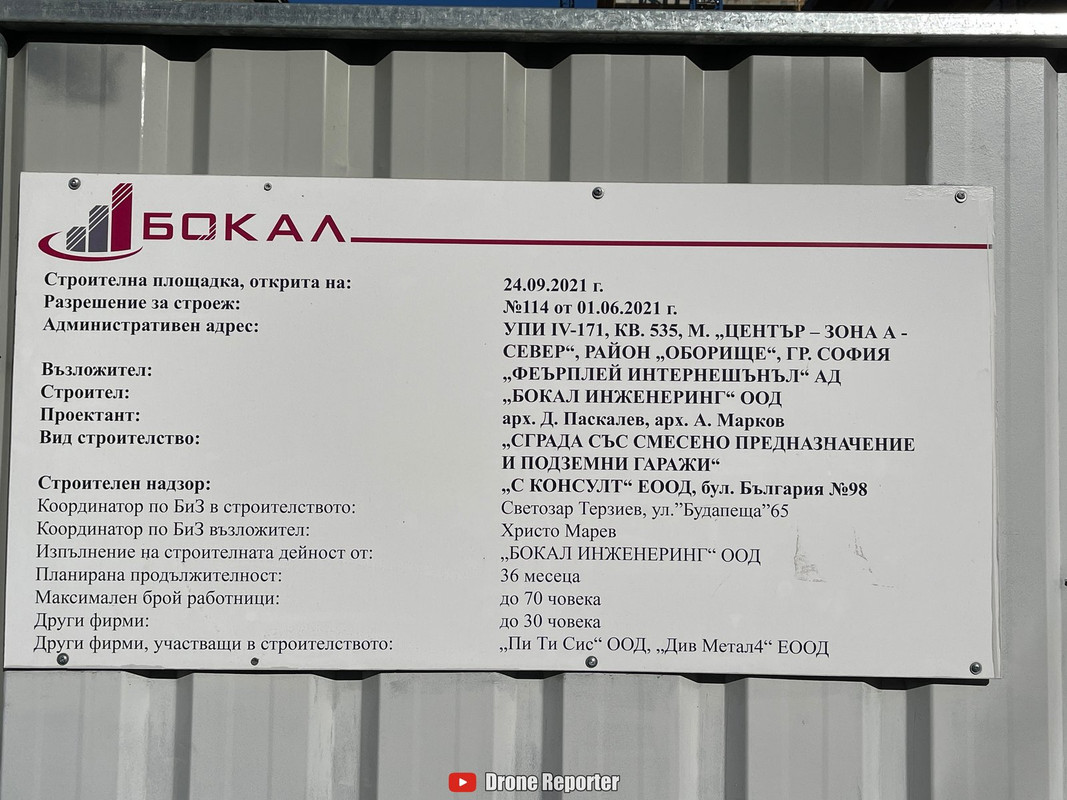 БОКАЛ
Строителна площадка, открита на: 24.09.2021 г.
Разрешение за строеж: №114 от 01.06.2021 г.
Административен адрес: УПИ IV-171, КВ. 535, М. „ЦЕНТЪР – ЗОНА А -
СЕВЕР“, РАЙОН „ОБОРИЩЕ“, ГР. СОФИЯ
Възложител: „ФЕЪРПЛЕЙ ИНТЕРНЕШЪНЪЛ“ АД
Строител: „БОКАЛ ИНЖЕНЕРИНГ“ ООД
Проектант: арх. Д. Паскалев, арх. А. Марков
Вид строителство: „СГРАДА СЪС СМЕСЕНО ПРЕДНАЗНАЧЕНИЕ
И ПОДЗЕМНИ ГАРАЖИ“
Строителен надзор: „С КОНСУЛТ“ ЕООД, бул. България №98
Координатор по БиЗ в строителството: Светозар Терзиев, ул.”Будапеща”65
Координатор по БиЗ възложител: Христо Марев
Изпълнение на строителната дейност от: „БОКАЛ ИНЖЕНЕРИНГ“ ООД
Планирана продължителност: 36 месеца
Максимален брой работници: до 70 човека
Други фирми: до 30 човека
Други фирми, участващи в строителството: „Пи Ти Сис“ ООД, „Див Метал4“ ЕООД
Drone Reporter